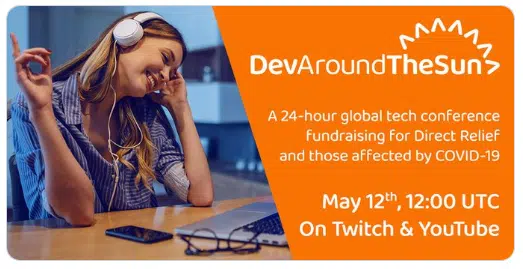 DevAroundTheSun
A 24-hour global tech conference
fundraising for Direct Relief
and those affected by COVID-19
May 12th, 12:00 UTC
On Twitch & YouTube